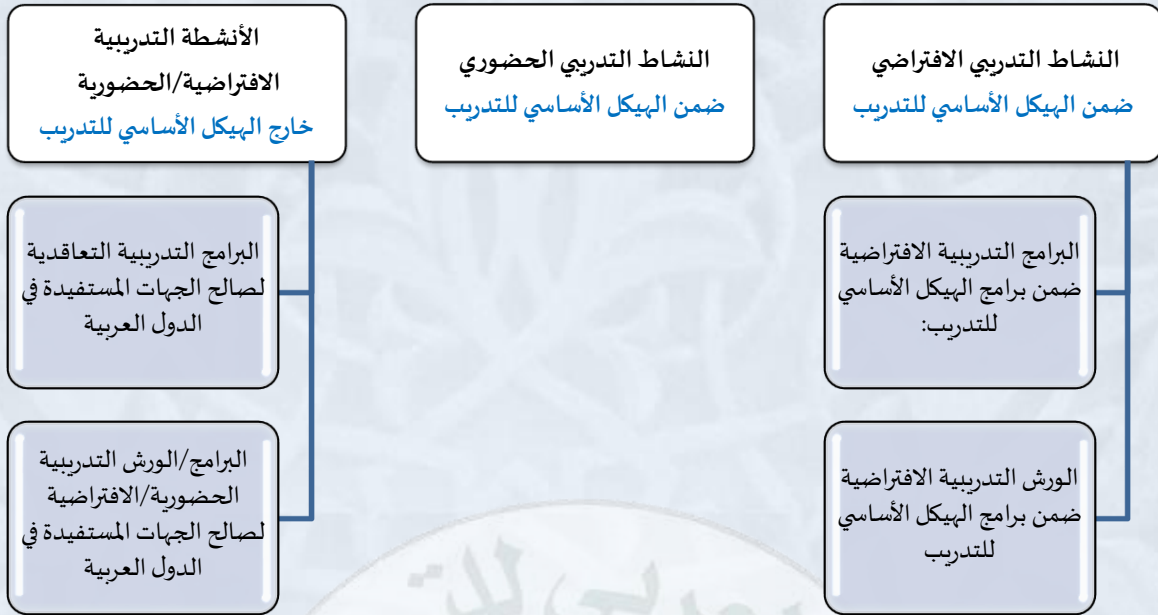 النشاط التدريبي الافتراضي
ضمن الهيكل الأساسي للتدريب
البرامج التدريبية الافتراضية
ضمن برامج الهيكل الأساسي
للتدريب:
الورش التدريبية الافتراضية
ضمن برامج الهيكل الأساسي
للتدريب
النشاط التدريبي الحضوري
ضمن الهيكل الأساسي للتدريب
الأنشطة التدريبية
الافتراضية/الحضورية
خارج الهيكل الأساسي للتدريب
البرامج التدريبية التعاقدية
لصالح الجهات المستفيدة في
الدول العربية
البرامج/الورش التدريبية
الحضورية/الافتراضية
لصالح الجهات المستفيدة في
الدول العربية